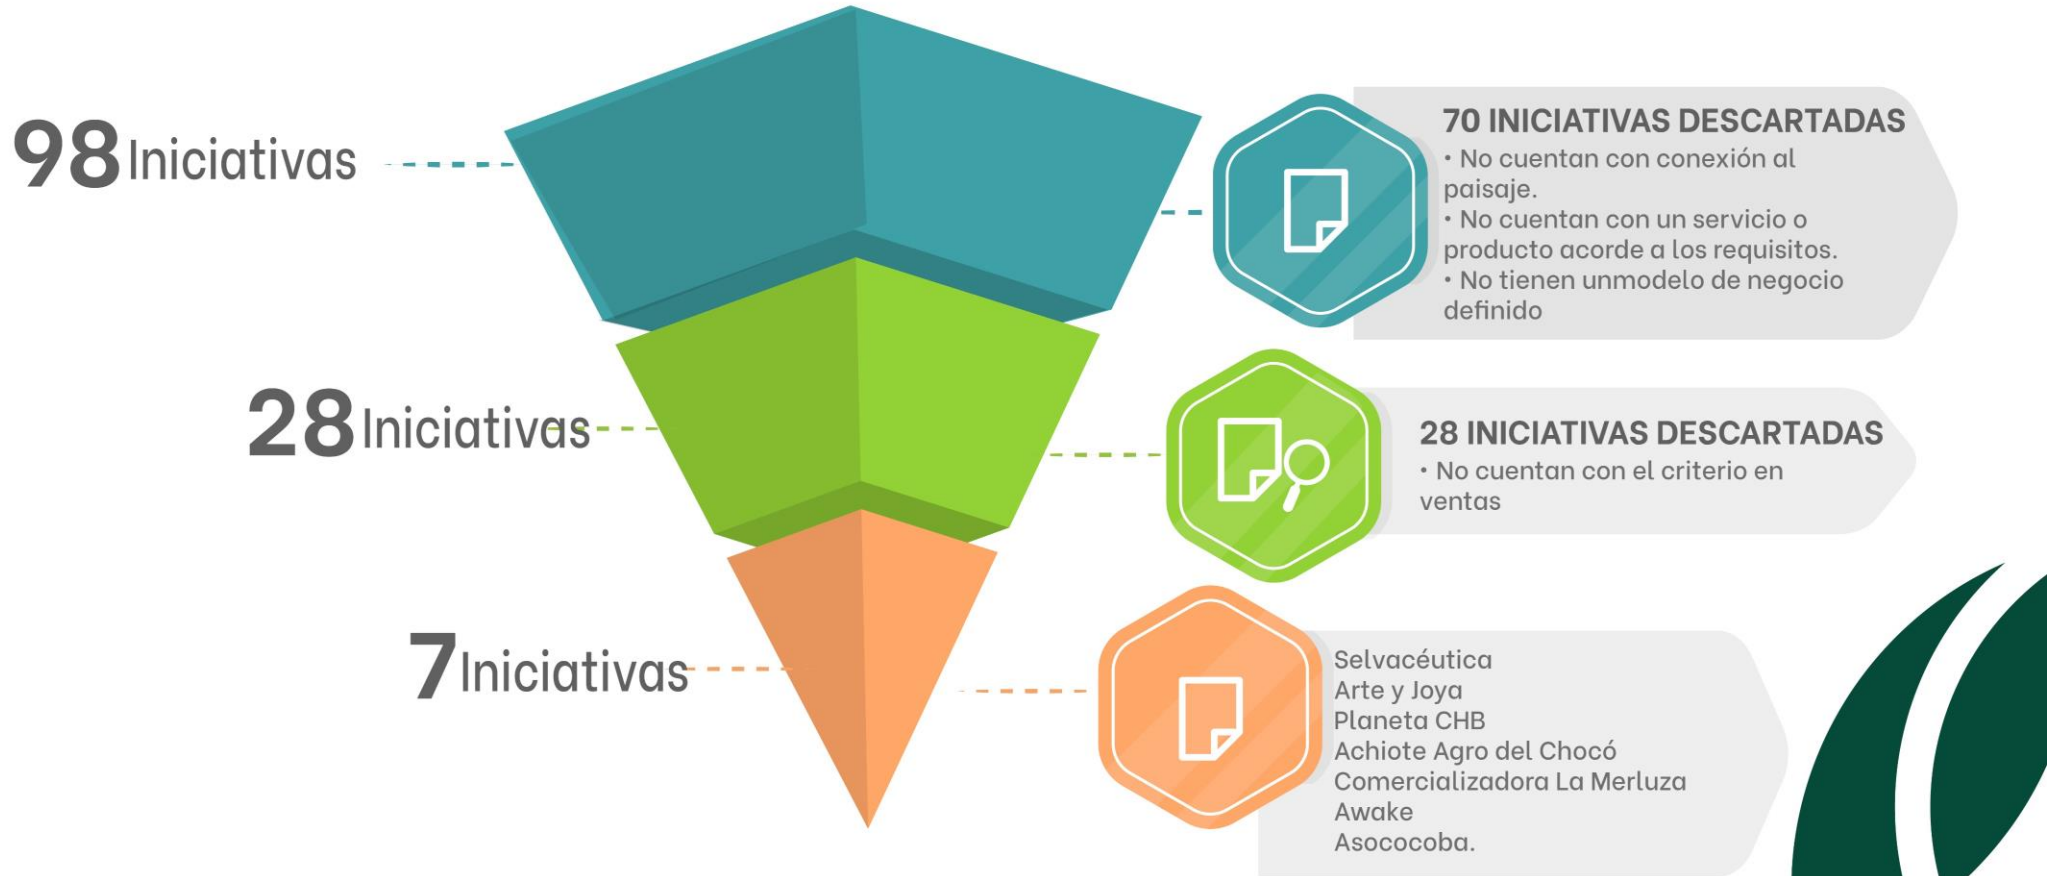 98 Iniciativas
70 INICIATIVAS DESCARTADAS
• No cuentan con conexión al
paisaje.
• No cuentan con un servicio o
producto acorde a los requisitos.
• No tienen unmodelo de negocio
definido
28 Iniciativas
28 INICIATIVAS DESCARTADAS
• No cuentan con el criterio en
ventas
7 Iniciativas
Selvacéutica
Arte y Joya
Planeta CHB
Achiote Agro del Chocó
Comercializadora La Merluza
Awake
Asococoba.